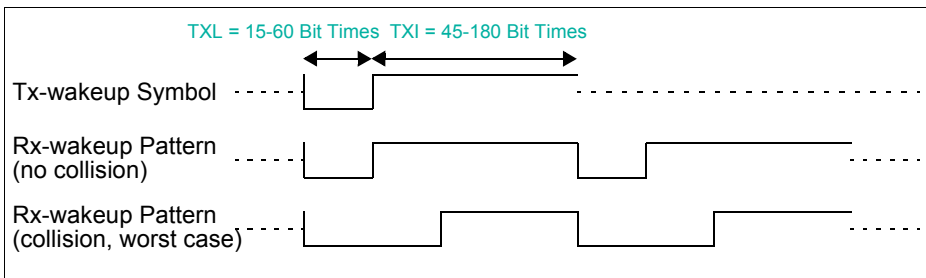 TXL = 15-60 Bit Times TXI = 45-180 Bit Times
Tx-wakeup Symbol
Rx-wakeup Pattern
(no collision)
Rx-wakeup Pattern
(collision, worst case)